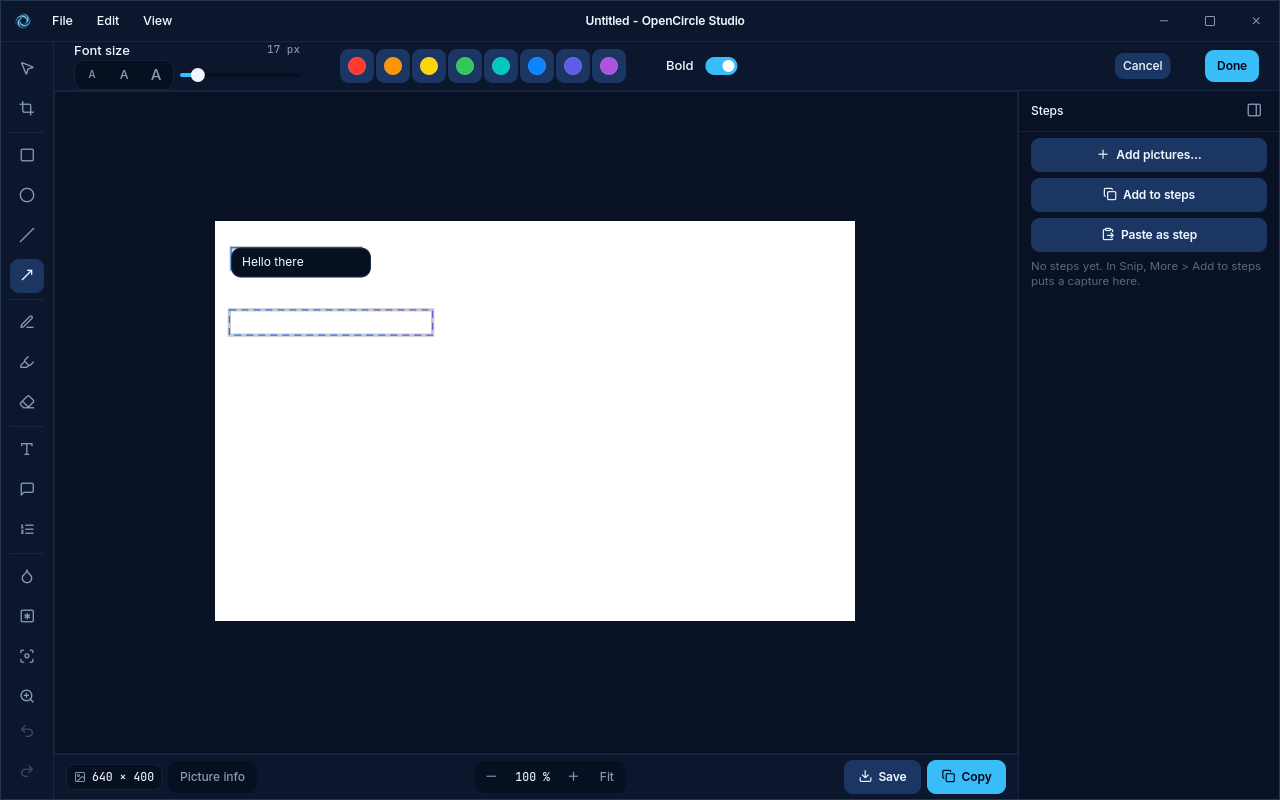 File Edit View Untitled - OpenCircle Studio
Font size 17 px
A A A
Bold
Cancel Done
Steps
Add pictures...
Add to steps
Paste as step
No steps yet. In Snip, More > Add to steps
puts a capture here.
Hello there
640 × 400 Picture info 100 % Fit Save Copy